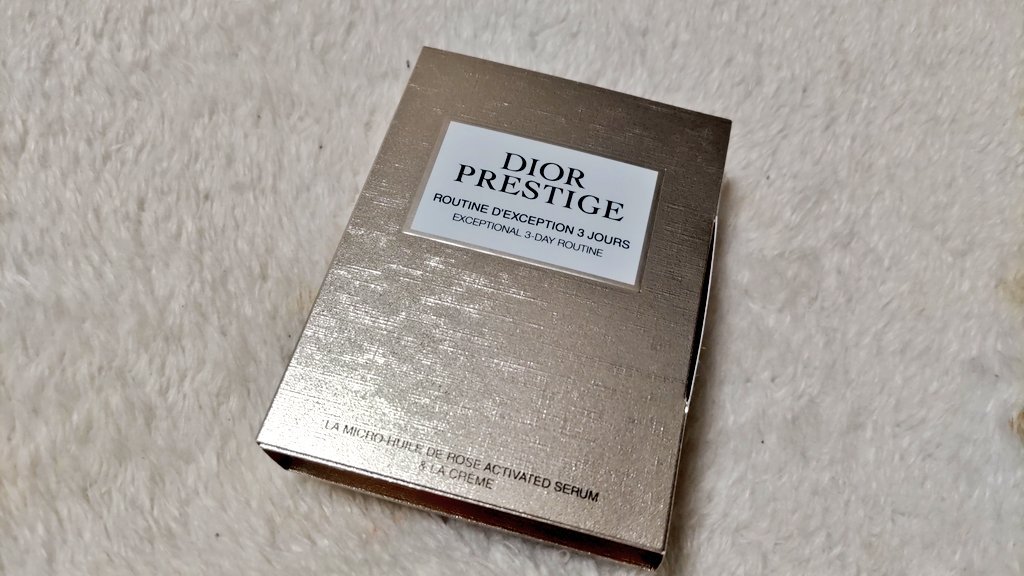 DIOR
PRESTIGE
ROUTINE D'EXCEPTION 3 JOURS
EXCEPTIONAL 3-DAY ROUTINE
LA MICRO-HUILE DE ROSE ACTIVATED SERUM
& LA CRÈME